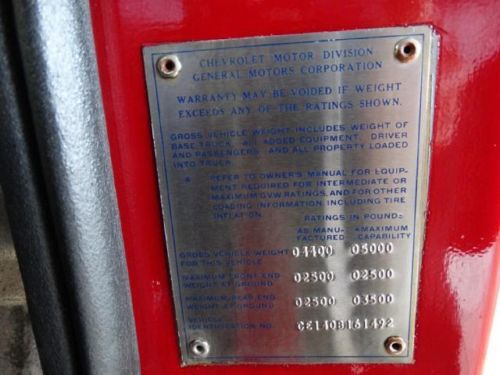 CHEVROLET MOTOR DIVISION
GENERAL MOTORS CORPORATION
WARRANTY MAY BE VOIDED IF WEIGHT
EXCEEDS ANY OF THE RATINGS SHOWN.
GROSS VEHICLE WEIGHT INCLUDES WEIGHT OF
BASE TRUCK, ALL ADDED EQUIPMENT, DRIVER
AND PASSENGERS, AND ALL PROPERTY LOADED
INTO TRUCK.
REFER TO OWNER'S MANUAL FOR EQUIP-
MENT REQUIRED FOR INTERMEDIATE OR
MAXIMUM GVW RATINGS, AND FOR OTHER
LOADING INFORMATION INCLUDING TIRE
INFLATION.
RATINGS IN POUNDS
AS MANU- ▲MAXIMUM
FACTURED CAPABILITY
GROSS VEHICLE WEIGHT 04400 05000
FOR THIS VEHICLE
MAXIMUM FRONT END 02500 02500
WEIGHT AT GROUND
MAXIMUM REAR END 02500 03500
WEIGHT AT GROUND
VEHICLE
IDENTIFICATION NO. CE140B161492